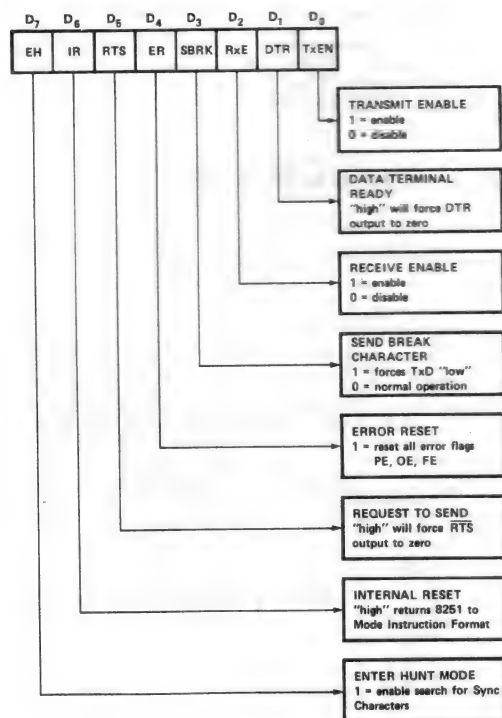 D₇ D₆ D₅ D₄ D₃ D₂ D₁ D₀
EH IR RTS ER SBRK RxE DTR TxEN
TRANSMIT ENABLE
1 = enable
0 = disable
DATA TERMINAL
READY
"high" will force DTR
output to zero
RECEIVE ENABLE
1 = enable
0 = disable
SEND BREAK
CHARACTER
1 = forces TxD "low"
0 = normal operation
ERROR RESET
1 = reset all error flags
PE, OE, FE
REQUEST TO SEND
"high" will force R̅T̅S̅
output to zero
INTERNAL RESET
"high" returns 8251 to
Mode Instruction Format
ENTER HUNT MODE
1 = enable search for Sync
Characters